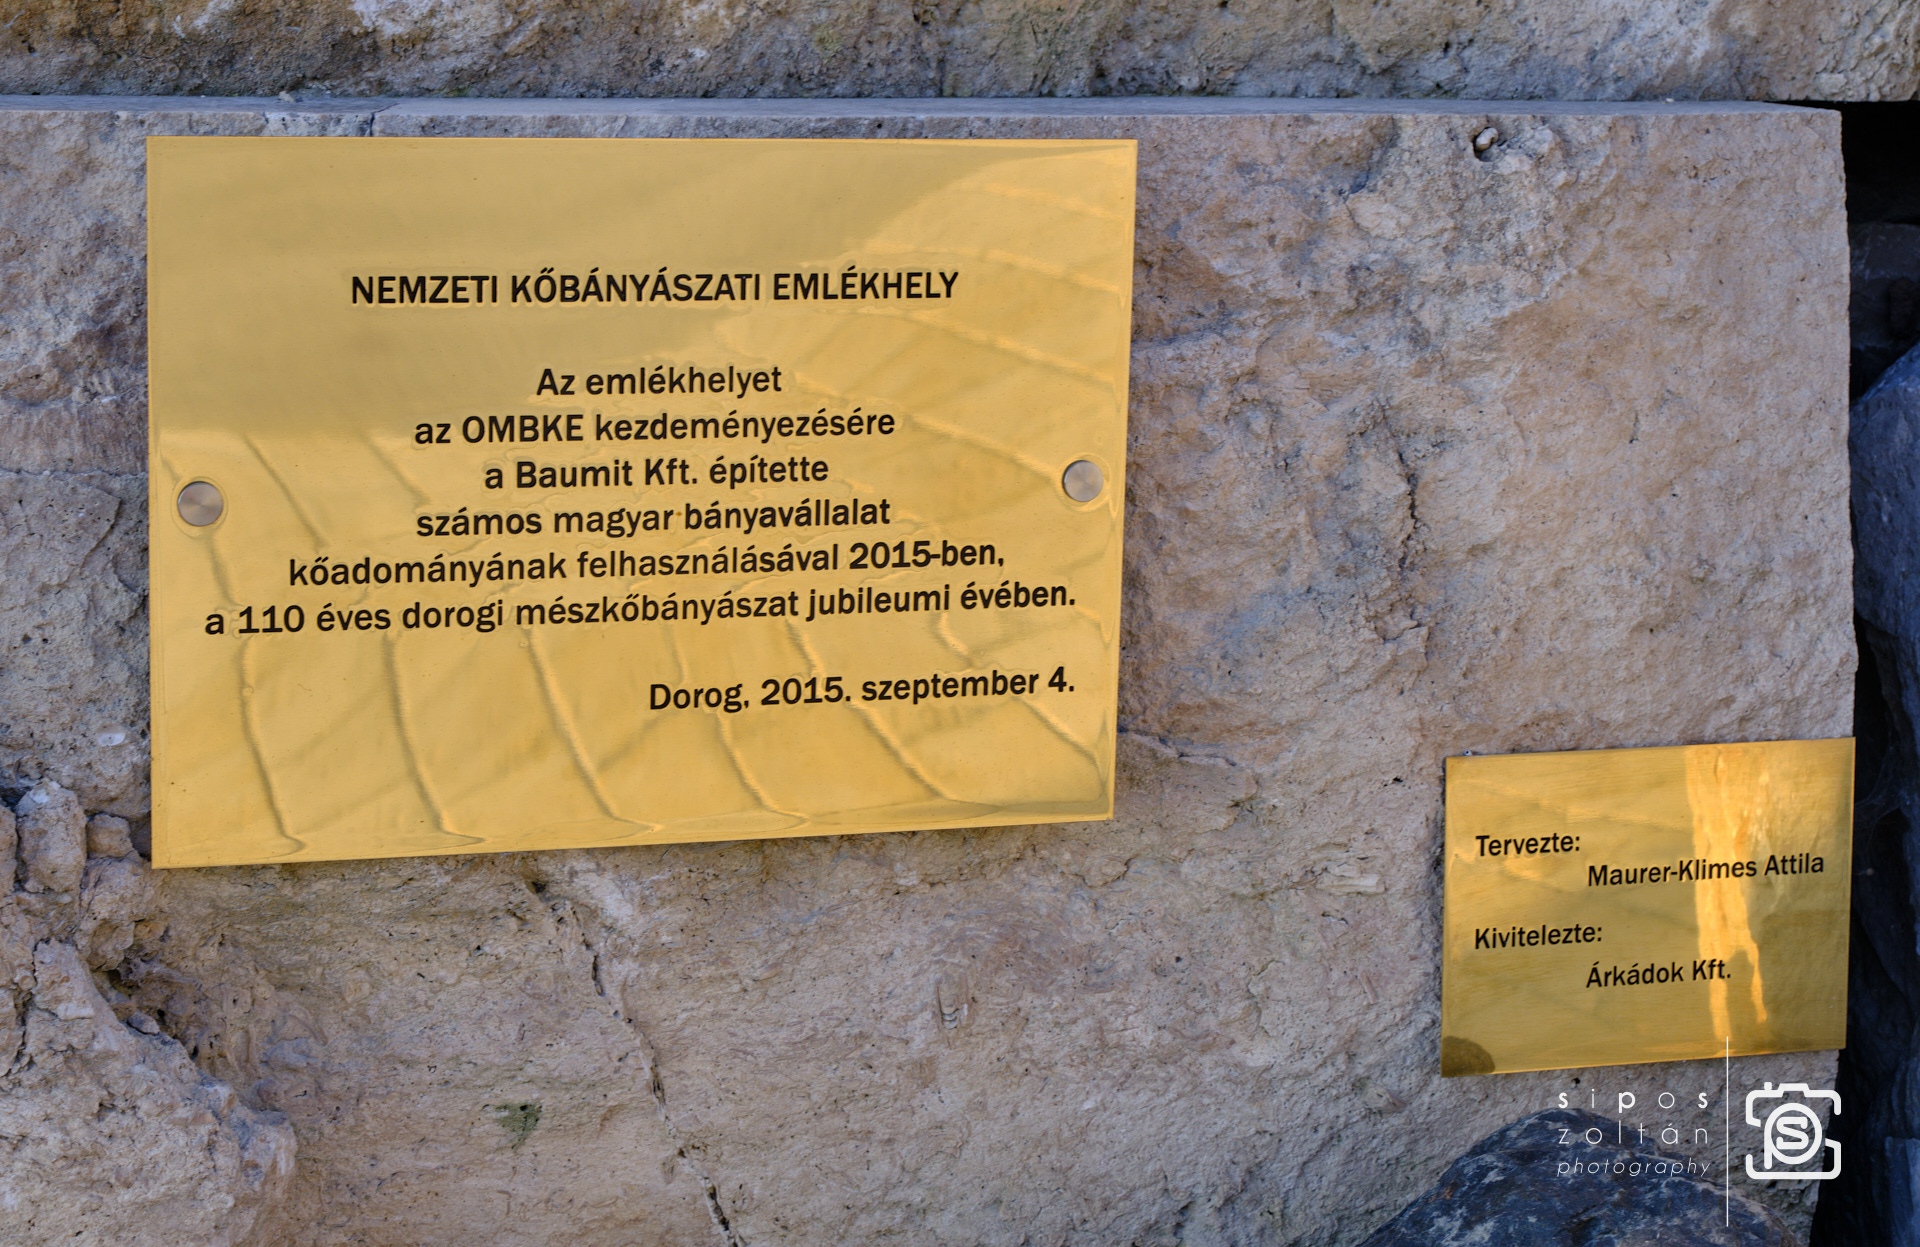 NEMZETI KŐBÁNYÁSZATI EMLÉKHELY
Az emlékhelyet
az OMBKE kezdeményezésére
a Baumit Kft. építette
számos magyar bányavállalat
kőadományának felhasználásával 2015-ben,
a 110 éves dorogi mészkőbányászat jubileumi évében.
Dorog, 2015. szeptember 4.
Tervezte:
Maurer-Klimes Attila
Kivitelezte:
Árkádok Kft.
sipos
zoltán
photography